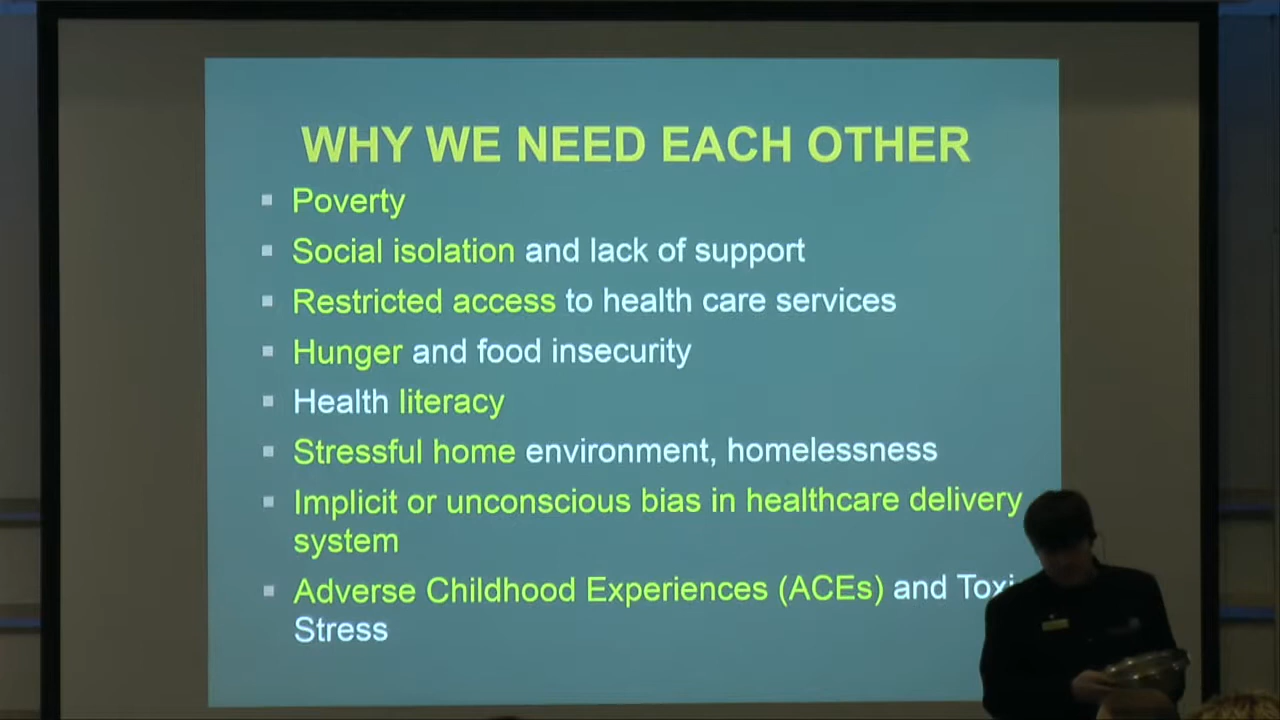 WHY WE NEED EACH OTHER
Poverty
Social isolation and lack of support
Restricted access to health care services
Hunger and food insecurity
Health literacy
Stressful home environment, homelessness
Implicit or unconscious bias in healthcare delivery
system
Adverse Childhood Experiences (ACEs) and
Stress